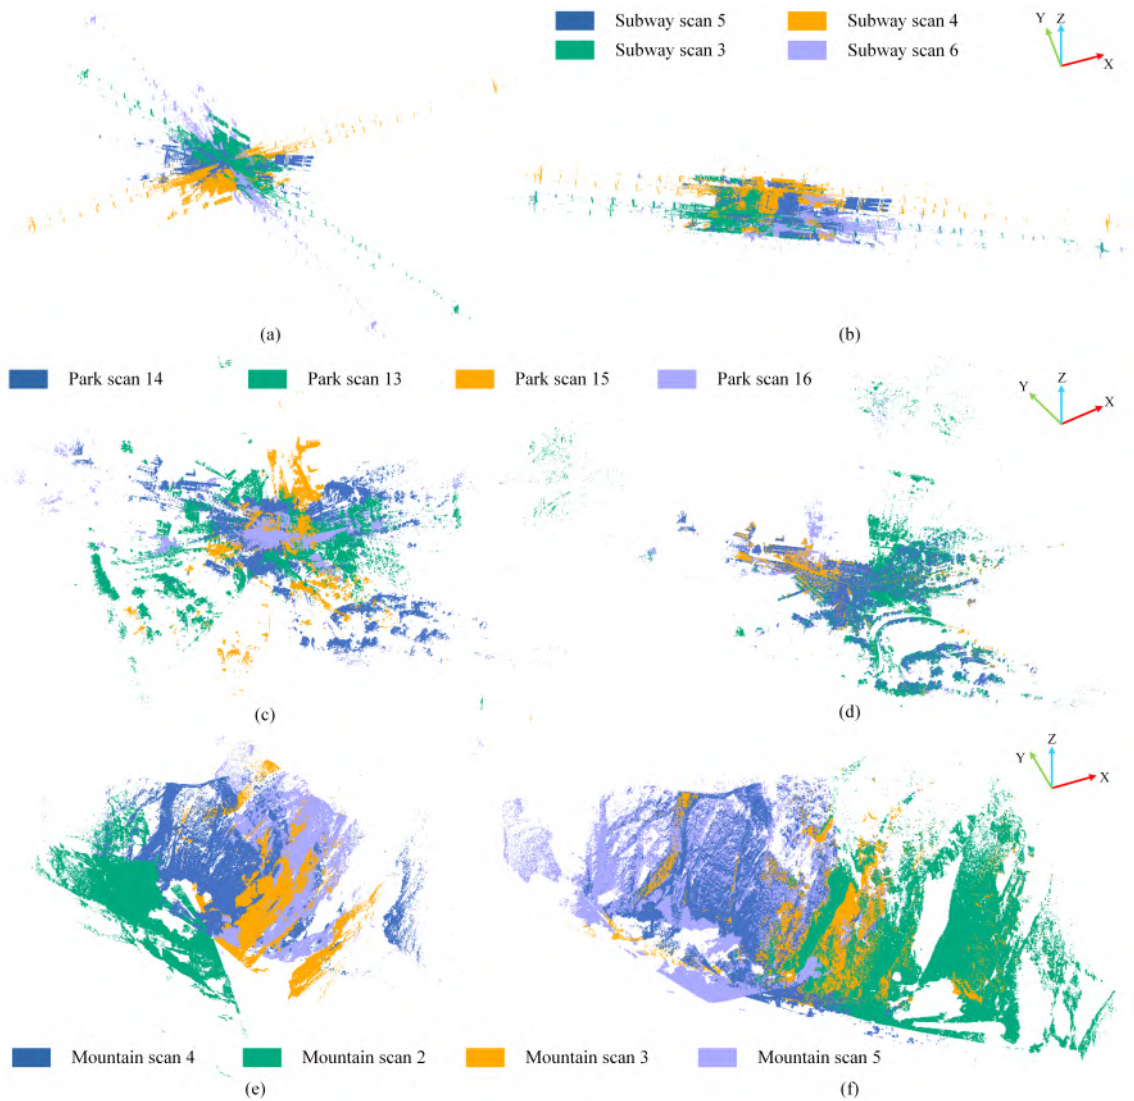 Subway scan 5
Subway scan 4
Subway scan 3
Subway scan 6
Y Z X
(a)
(b)
Park scan 14
Park scan 13
Park scan 15
Park scan 16
Y Z X
(c)
(d)
Y Z X
Mountain scan 4
Mountain scan 2
Mountain scan 3
Mountain scan 5
(e)
(f)